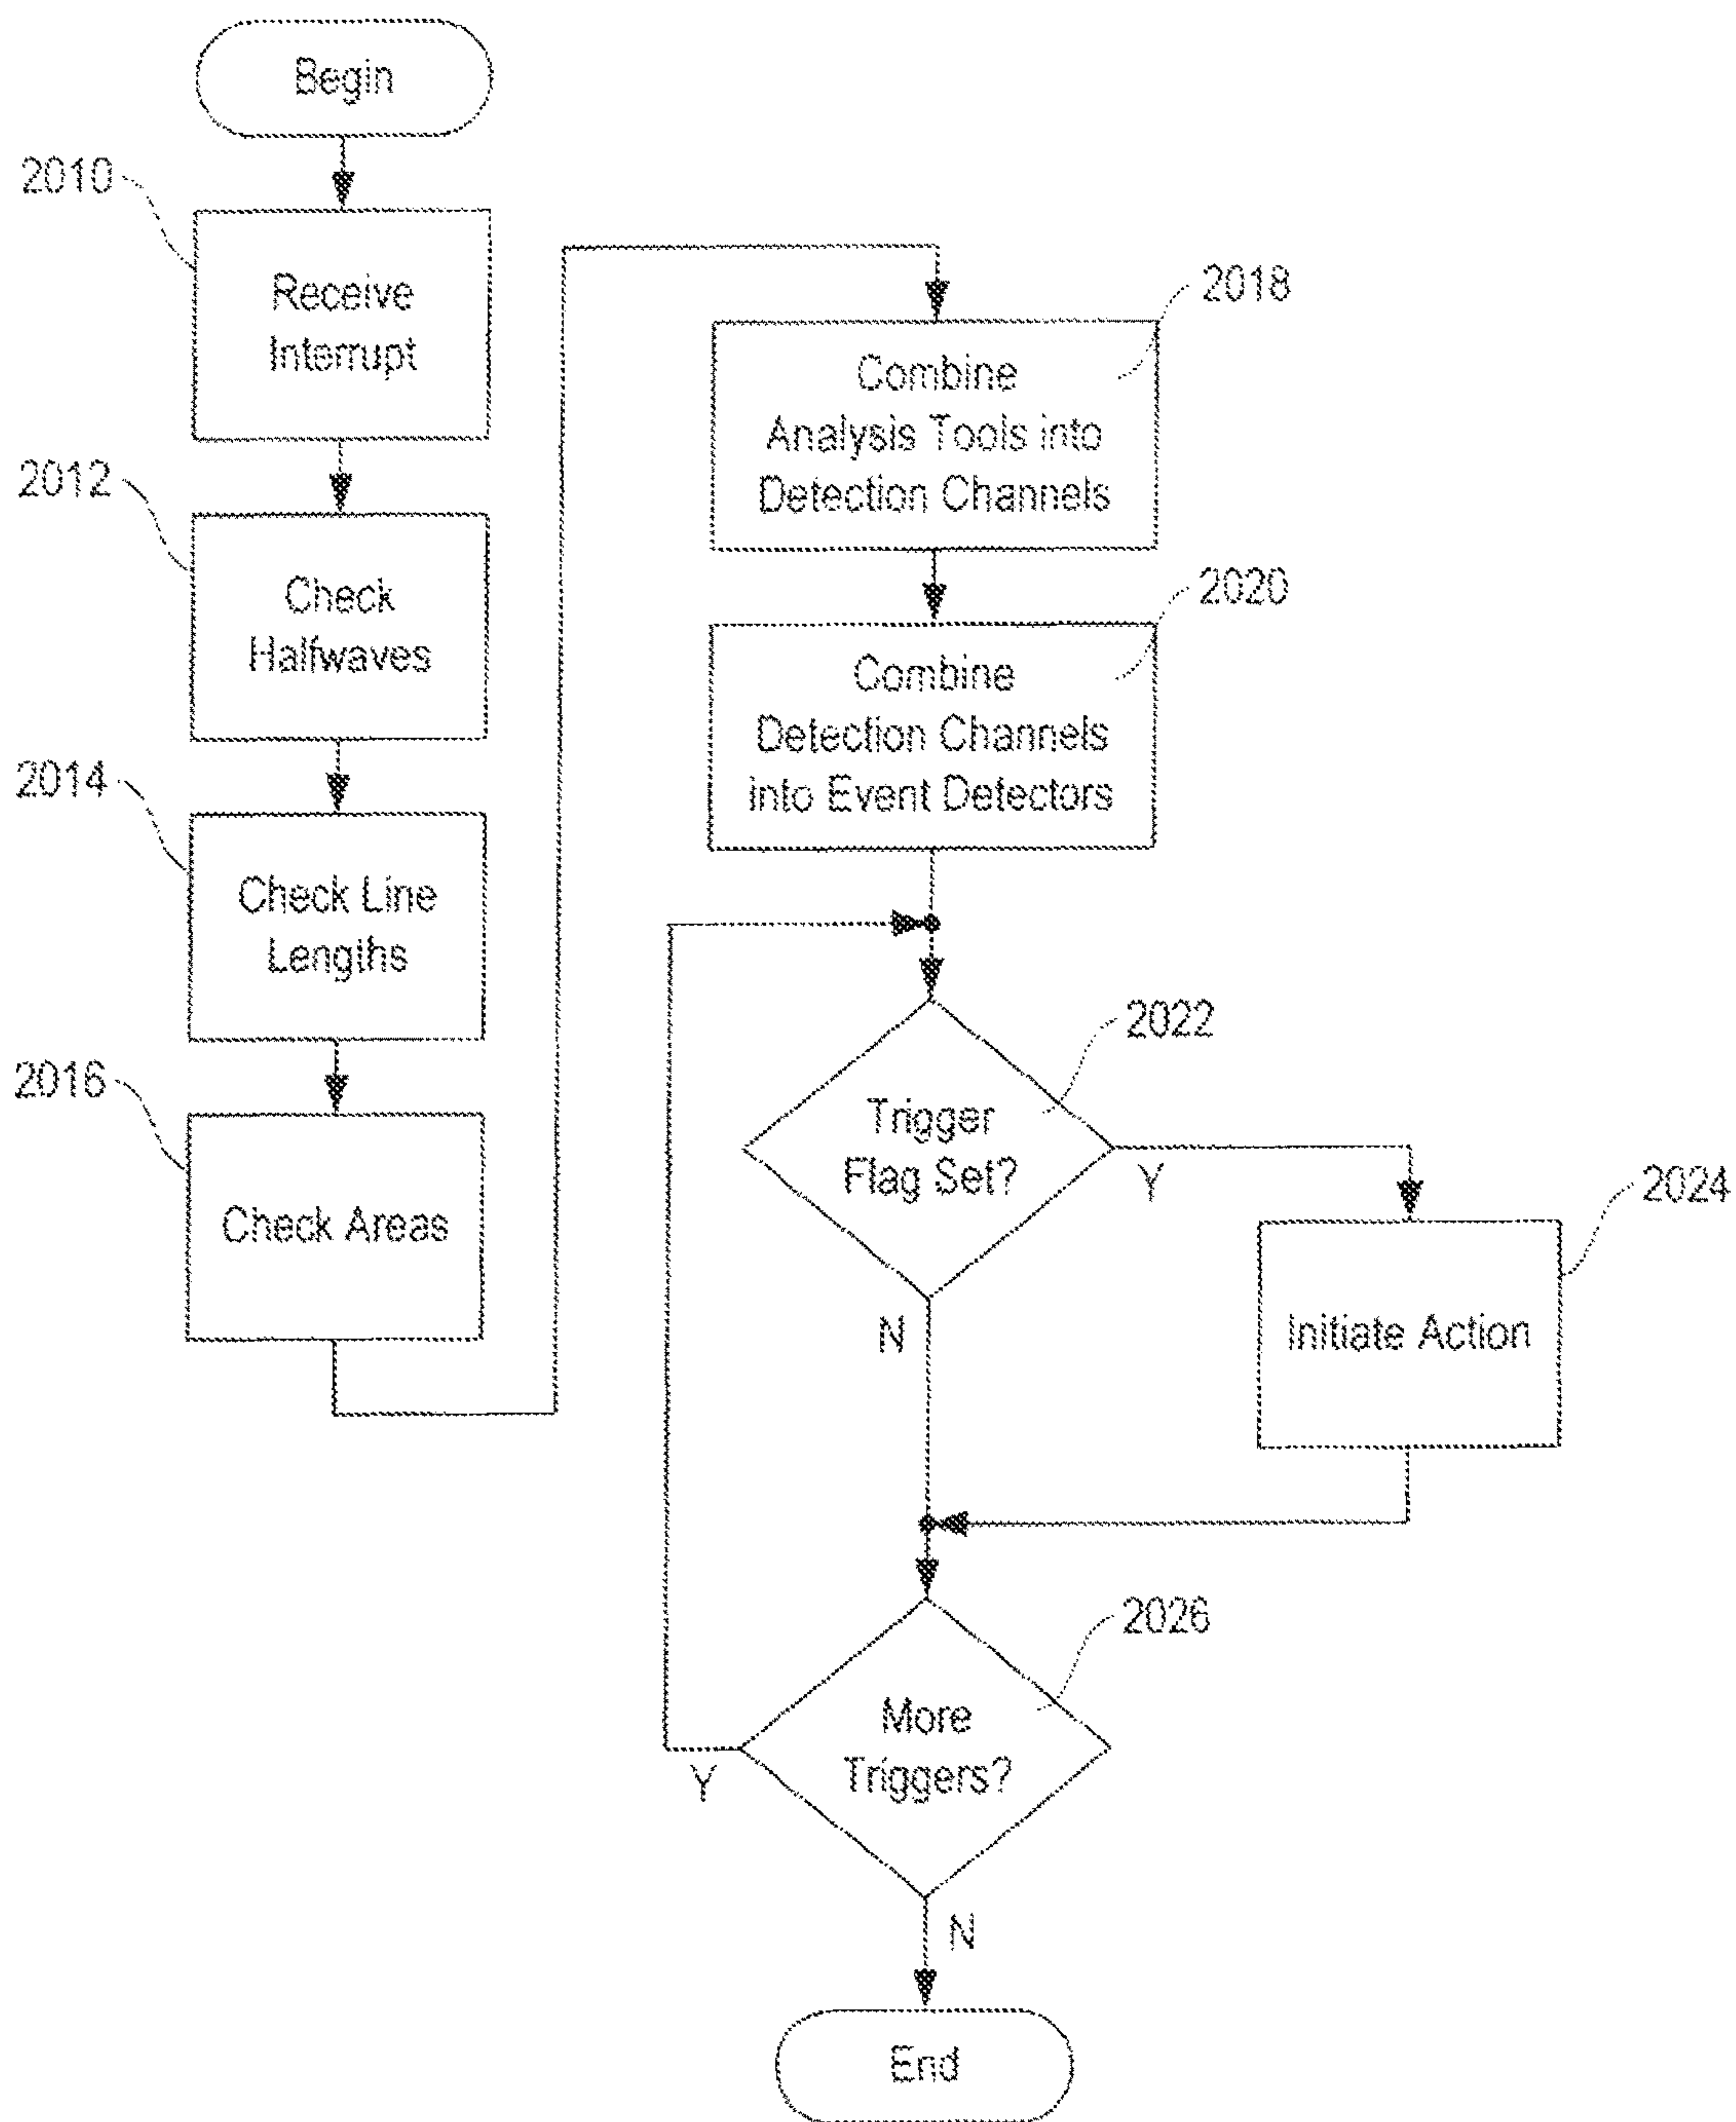 Begin
2010
Receive
Interrupt
2012
Check
Halfwaves
2014
Check Line
Lengths
2016
Check Areas
2018
Combine
Analysis Tools into
Detection Channels
2020
Combine
Detection Channels
into Event Detectors
2022
Trigger
Flag Set?
Y
N
2024
Initiate Action
2026
More
Triggers?
Y
N
End